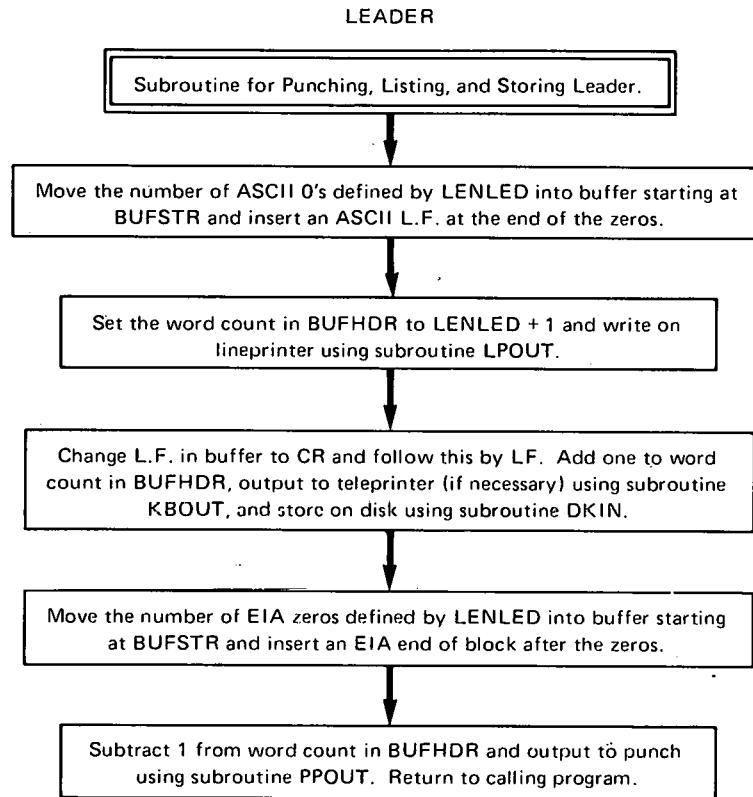 LEADER
Subroutine for Punching, Listing, and Storing Leader.
Move the number of ASCII 0's defined by LENLED into buffer starting at
BUFSTR and insert an ASCII L.F. at the end of the zeros.
Set the word count in BUFHDR to LENLED + 1 and write on
lineprinter using subroutine LPOUT.
Change L.F. in buffer to CR and follow this by LF. Add one to word
count in BUFHDR, output to teleprinter (if necessary) using subroutine
KBOUT, and store on disk using subroutine DKIN.
Move the number of EIA zeros defined by LENLED into buffer starting
at BUFSTR and insert an EIA end of block after the zeros.
Subtract 1 from word count in BUFHDR and output to punch
using subroutine PPOUT. Return to calling program.